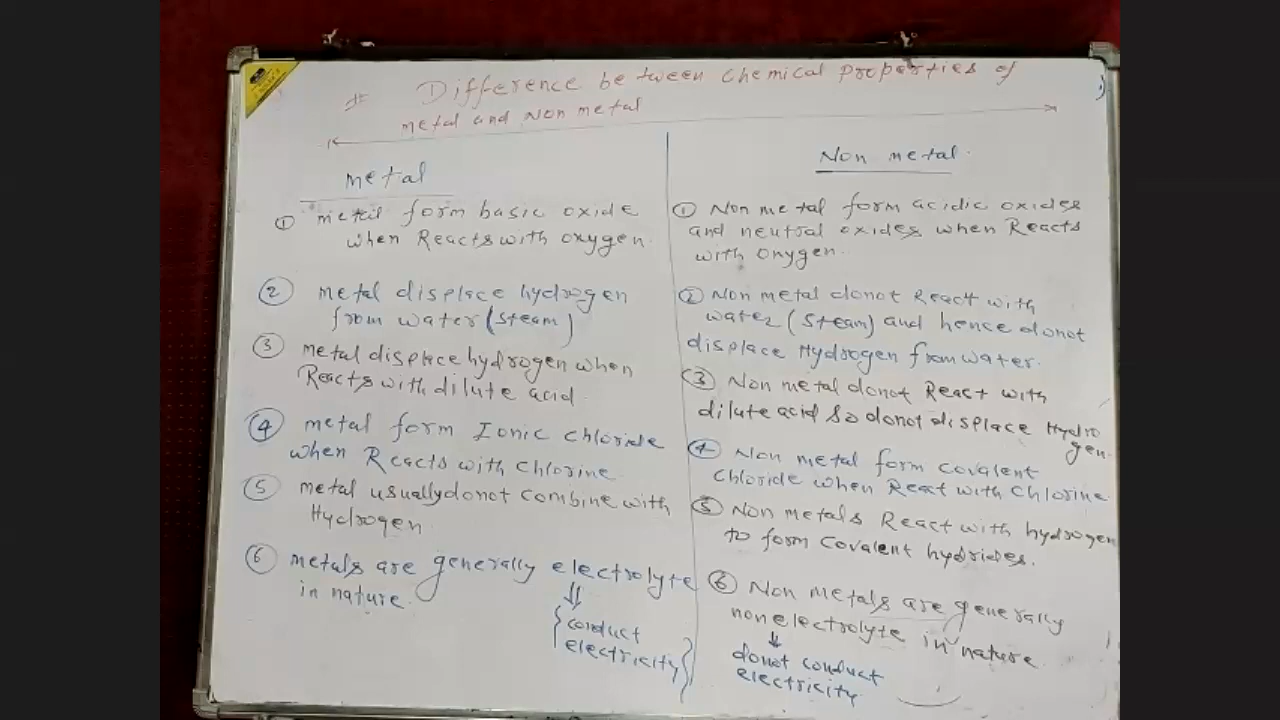 # Difference between Chemical Properties of
metal and Non metal
metal
① metal form basic oxide
when Reacts with oxygen.
② metal displace hydrogen
from water (steam)
③ metal displace hydrogen when
Reacts with dilute acid.
④ metal form Ionic chloride
when Reacts with chlorine.
⑤ metal usually donot combine with
Hydrogen.
⑥ metals are generally electrolyte
in nature.
⇓
{conduct
electricity}
Non metal.
① Non metal form acidic oxides
and neutral oxides when Reacts
with Oxygen.
② Non metal donot React with
water (steam) and hence donot
displace Hydrogen from water.
③ Non metal donot React with
dilute acid so donot displace Hydro
gen.
④ Non metal form covalent
chloride when React with chlorine
⑤ Non metals React with hydrogen
to form covalent hydrides.
⑥ Non metals are generally
nonelectrolyte in nature.
⇓
donot conduct
electricity